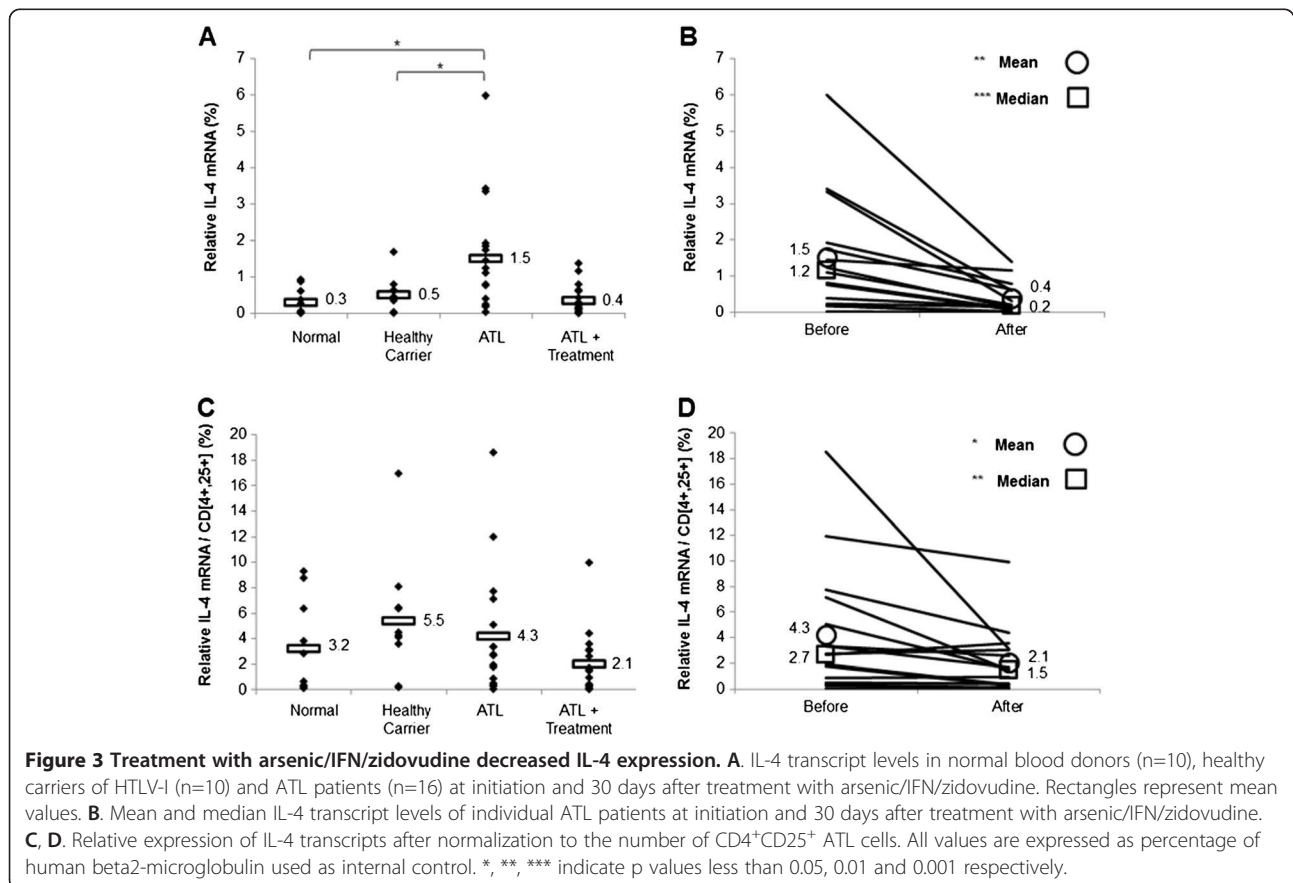 A
Relative IL-4 mRNA (%)
7
6
5
4
3
2
1
0
*
*
0.3
0.5
1.5
0.4
Normal
Healthy Carrier
ATL
ATL + Treatment
B
Relative IL-4 mRNA (%)
7
6
5
4
3
2
1
0
** Mean
*** Median
1.5
1.2
0.4
0.2
Before
After
C
Relative IL-4 mRNA / CD[4+,25+] (%)
20
18
16
14
12
10
8
6
4
2
0
3.2
5.5
4.3
2.1
Normal
Healthy Carrier
ATL
ATL + Treatment
D
Relative IL-4 mRNA / CD[4+,25+] (%)
20
18
16
14
12
10
8
6
4
2
0
* Mean
** Median
4.3
2.7
2.1
1.5
Before
After
Figure 3 Treatment with arsenic/IFN/zidovudine decreased IL-4 expression. A. IL-4 transcript levels in normal blood donors (n=10), healthy
carriers of HTLV-I (n=10) and ATL patients (n=16) at initiation and 30 days after treatment with arsenic/IFN/zidovudine. Rectangles represent mean
values. B. Mean and median IL-4 transcript levels of individual ATL patients at initiation and 30 days after treatment with arsenic/IFN/zidovudine.
C, D. Relative expression of IL-4 transcripts after normalization to the number of CD4⁺CD25⁺ ATL cells. All values are expressed as percentage of
human beta2-microglobulin used as internal control. *, **, *** indicate p values less than 0.05, 0.01 and 0.001 respectively.